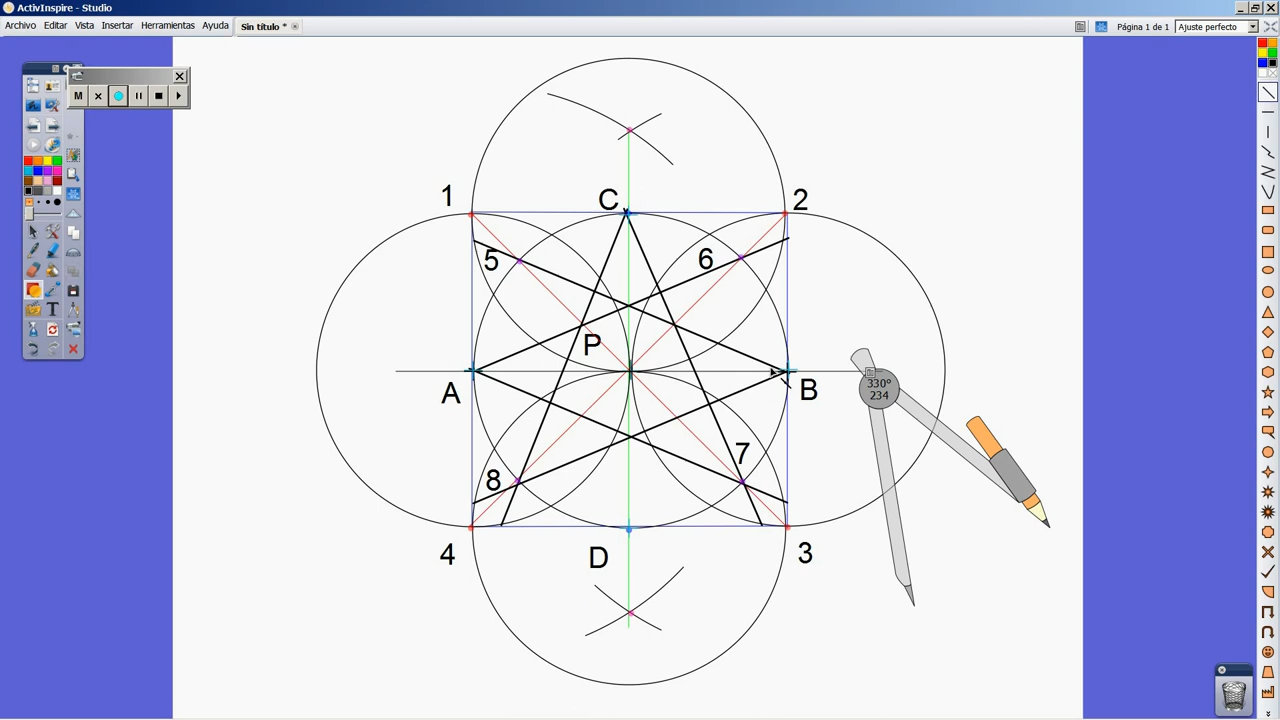 ActivInspire - Studio
Archivo Editar Vista Insertar Herramientas Ayuda Sin título * Página 1 de 1 Ajuste perfecto
M
1 C 2
5 6
P
A B
330º
234
8 7
4 D 3
T